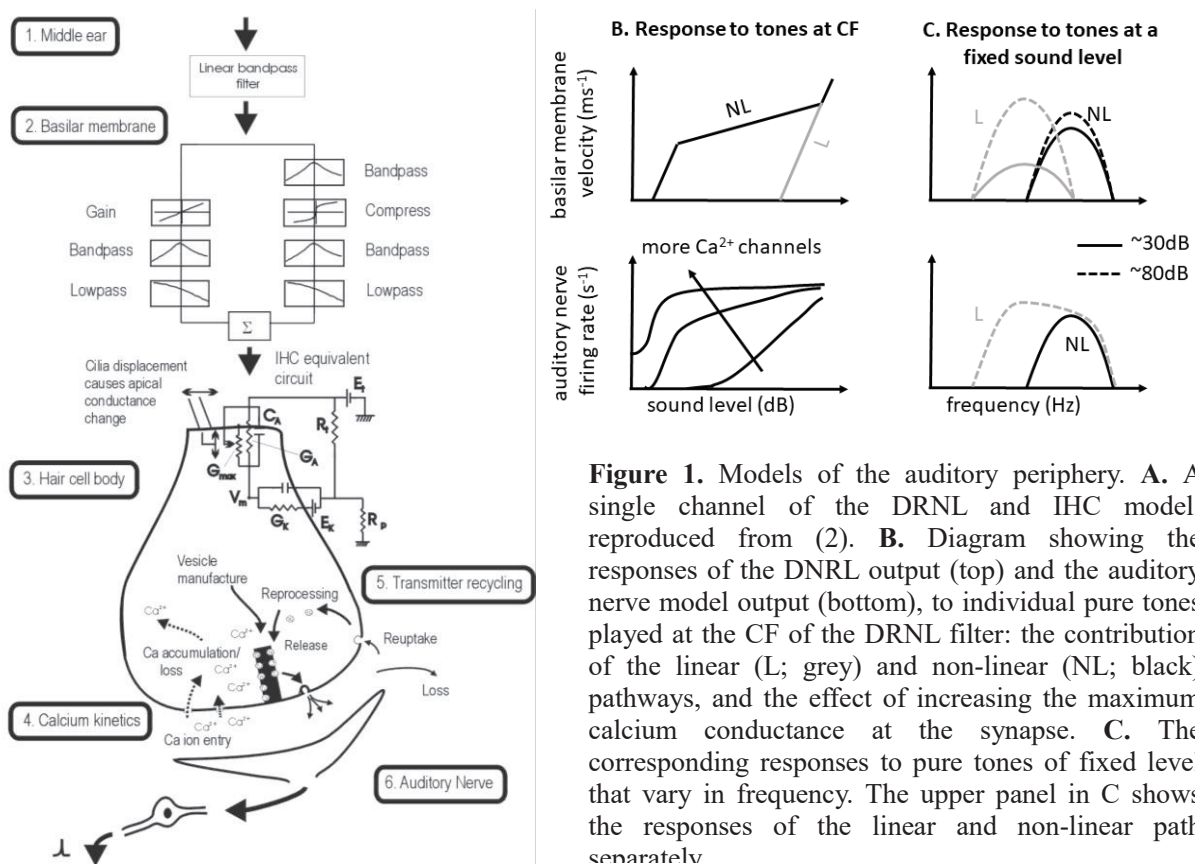 1. Middle ear
Linear bandpass
filter
2. Basilar membrane
Bandpass
Gain
Compress
Bandpass
Bandpass
Lowpass
Lowpass
Σ
Cilia displacement
causes apical
conductance
change
IHC equivalent
circuit
E_t
C_A
R_t
G_A
G_max
V_m
G_K
E_K
R_p
3. Hair cell body
Vesicle
manufacture
5. Transmitter recycling
Reprocessing
Ca²⁺
Ca²⁺
Release
Reuptake
Ca accumulation/
loss
Ca²⁺
Ca²⁺
Loss
4. Calcium kinetics
Ca²⁺
Ca²⁺
Ca ion entry
6. Auditory Nerve
B. Response to tones at CF
basilar membrane
velocity (ms⁻¹)
NL
L
auditory nerve
firing rate (s⁻¹)
more Ca²⁺ channels
sound level (dB)
C. Response to tones at a
fixed sound level
L
NL
~30dB
~80dB
L
NL
frequency (Hz)
Figure 1. Models of the auditory periphery. A. A
single channel of the DRNL and IHC model
reproduced from (2). B. Diagram showing the
responses of the DNRL output (top) and the auditory
nerve model output (bottom), to individual pure tones
played at the CF of the DRNL filter: the contribution
of the linear (L; grey) and non-linear (NL; black)
pathways, and the effect of increasing the maximum
calcium conductance at the synapse. C. The
corresponding responses to pure tones of fixed level
that vary in frequency. The upper panel in C shows
the responses of the linear and non-linear path
separately